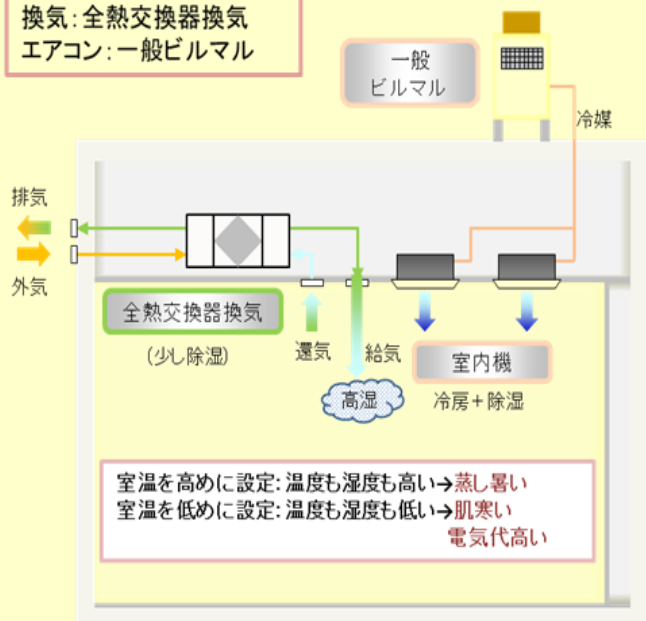 換気:全熱交換器換気
エアコン:一般ビルマル
一般
ビルマル
冷媒
排気
外気
全熱交換器換気
(少し除湿)
還気
給気
室内機
高湿
冷房+除湿
室温を高めに設定:温度も湿度も高い→蒸し暑い
室温を低めに設定:温度も湿度も低い→肌寒い
電気代高い